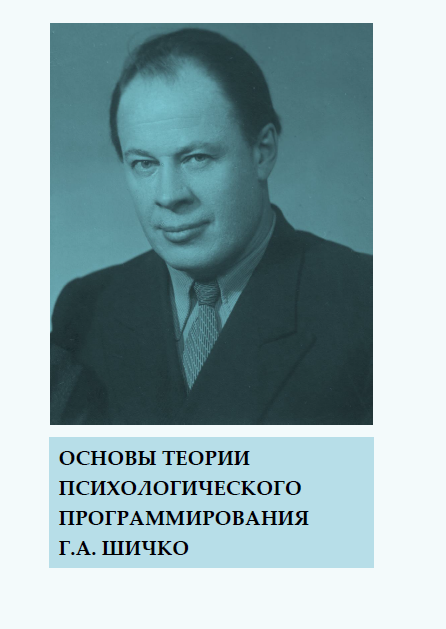 ОСНОВЫ ТЕОРИИ
ПСИХОЛОГИЧЕСКОГО
ПРОГРАММИРОВАНИЯ
Г.А. ШИЧКО